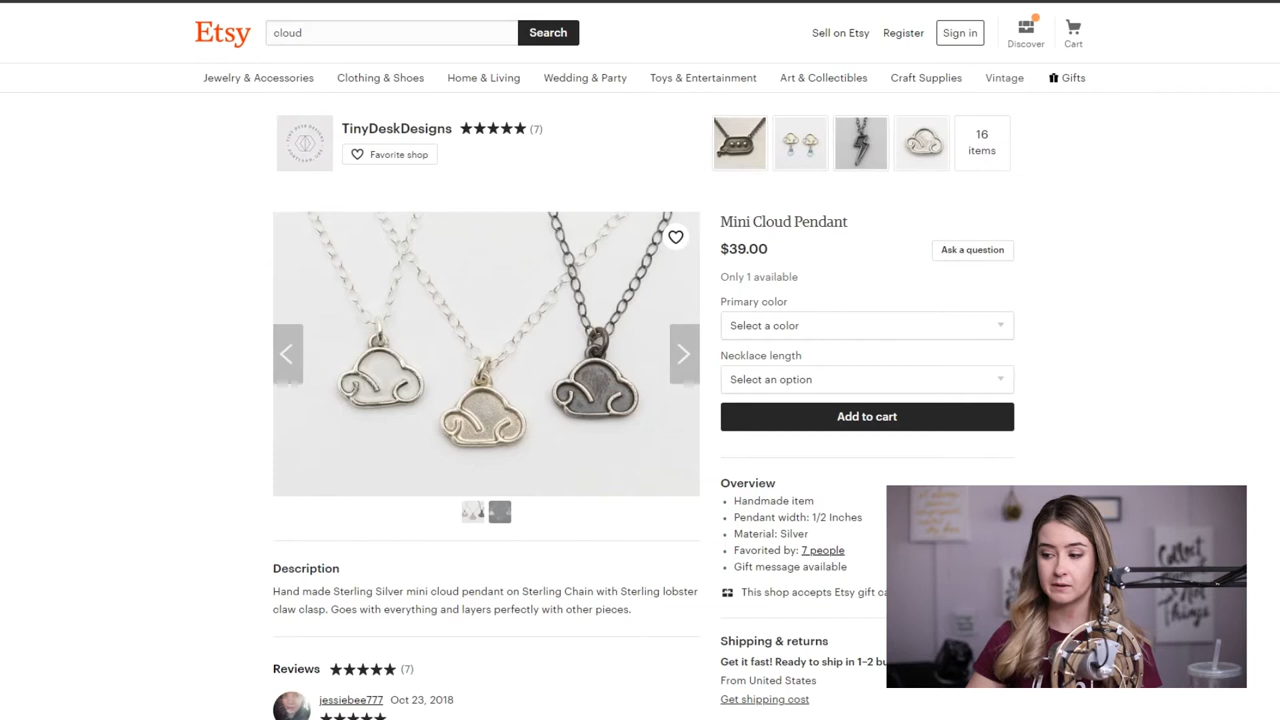 Etsy
cloud
Search
Sell on Etsy
Register
Sign in
Discover
Cart
Jewelry & Accessories
Clothing & Shoes
Home & Living
Wedding & Party
Toys & Entertainment
Art & Collectibles
Craft Supplies
Vintage
Gifts
TinyDeskDesigns ★★★★★ (7)
Favorite shop
16
items
Mini Cloud Pendant
$39.00
Ask a question
Only 1 available
Primary color
Select a color
Necklace length
Select an option
Add to cart
Overview
• Handmade item
• Pendant width: 1/2 Inches
• Material: Silver
• Favorited by: 7 people
• Gift message available
This shop accepts Etsy gift
Shipping & returns
Get it fast! Ready to ship in 1–2
From United States
Get shipping cost
Description
Hand made Sterling Silver mini cloud pendant on Sterling Chain with Sterling lobster
claw clasp. Goes with everything and layers perfectly with other pieces.
Reviews ★★★★★ (7)
jessiebee777 Oct 23, 2018